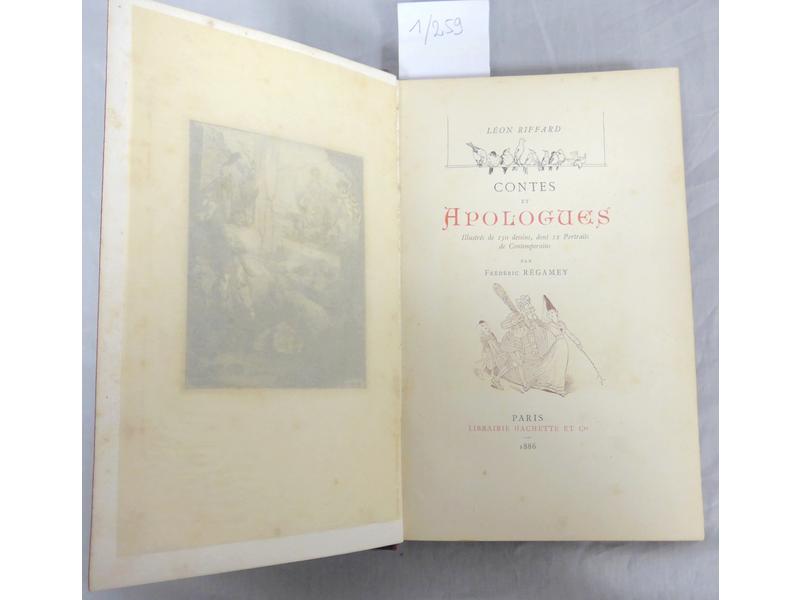 1/259
LÉON RIFFARD
CONTES
ET
APOLOGUES
Illustrés de 150 dessins, dont 12 Portraits
de Contemporains
PAR
FRÉDÉRIC RÉGAMEY
PARIS
LIBRAIRIE HACHETTE ET Cie
1886